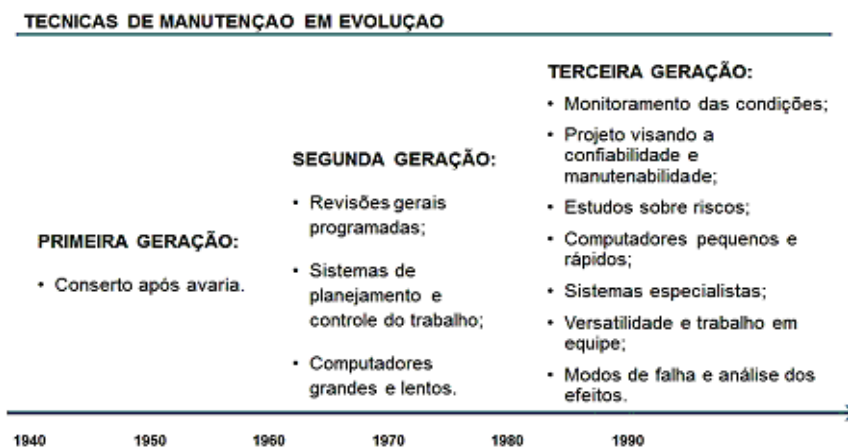 TECNICAS DE MANUTENÇAO EM EVOLUÇAO
PRIMEIRA GERAÇÃO:
• Conserto após avaria.
SEGUNDA GERAÇÃO:
• Revisões gerais
programadas;
• Sistemas de
planejamento e
controle do trabalho;
• Computadores
grandes e lentos.
TERCEIRA GERAÇÃO:
• Monitoramento das condições;
• Projeto visando a
confiabilidade e
manutenabilidade;
• Estudos sobre riscos;
• Computadores pequenos e
rápidos;
• Sistemas especialistas;
• Versatilidade e trabalho em
equipe;
• Modos de falha e análise dos
efeitos.
1940 1950 1960 1970 1980 1990